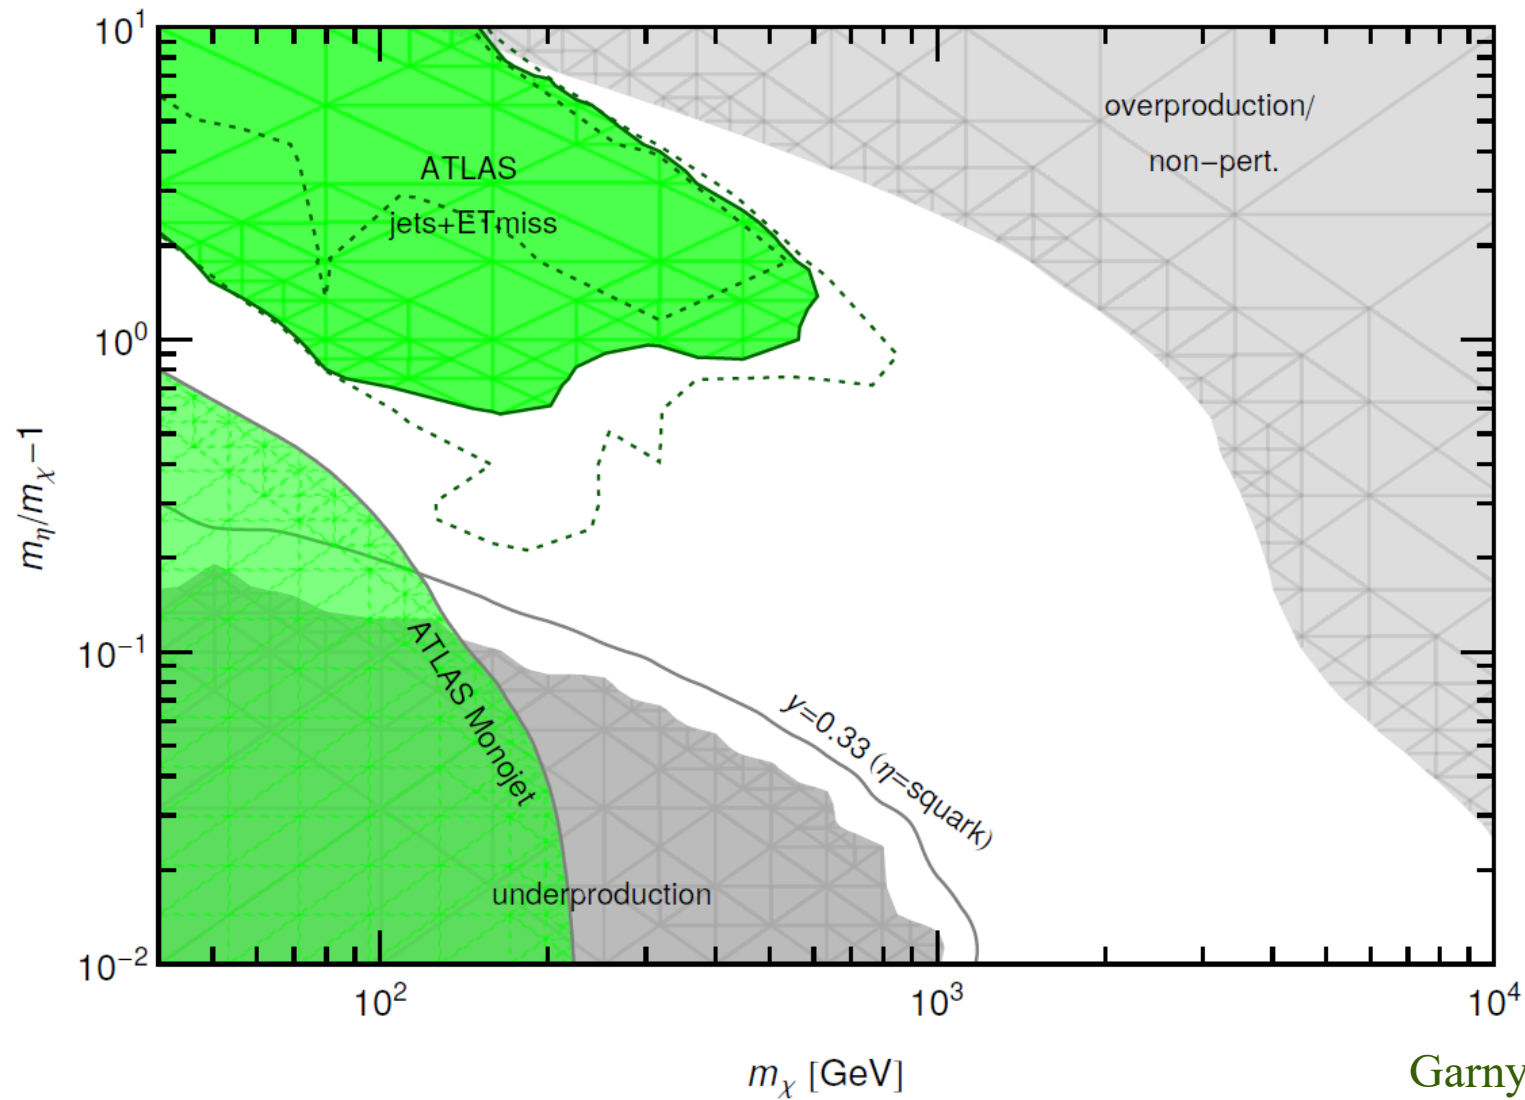 10¹
10⁰
10⁻¹
10⁻²
m_η/m_χ−1
overproduction/
non−pert.
ATLAS
jets+ETmiss
ATLAS Monojet
y=0.33 (η=squark)
underproduction
10²
10³
10⁴
m_χ [GeV]
Garny